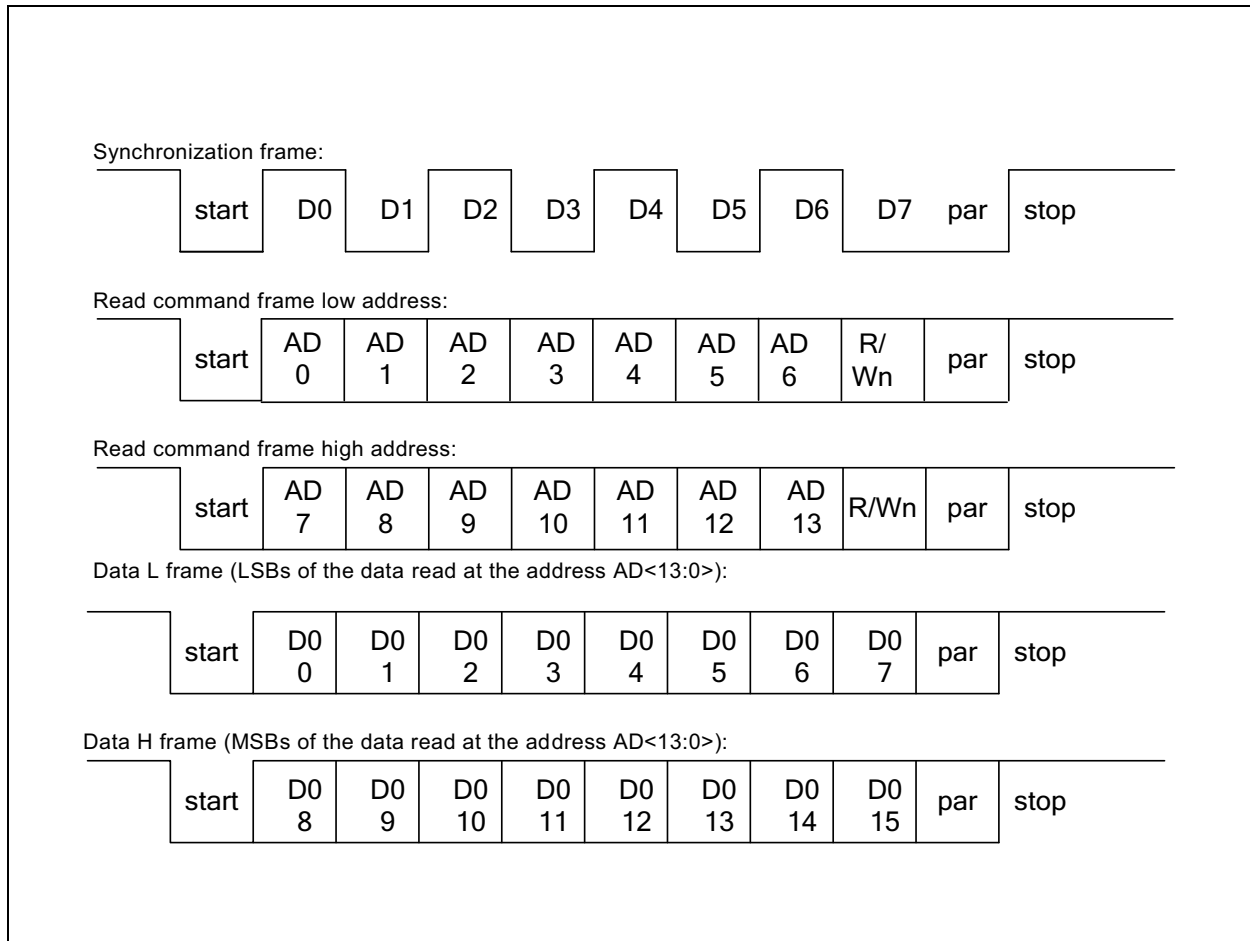 Synchronization frame:
start D0 D1 D2 D3 D4 D5 D6 D7 par stop
Read command frame low address:
start AD 0 AD 1 AD 2 AD 3 AD 4 AD 5 AD 6 R/ Wn par stop
Read command frame high address:
start AD 7 AD 8 AD 9 AD 10 AD 11 AD 12 AD 13 R/Wn par stop
Data L frame (LSBs of the data read at the address AD<13:0>):
start D0 0 D0 1 D0 2 D0 3 D0 4 D0 5 D0 6 D0 7 par stop
Data H frame (MSBs of the data read at the address AD<13:0>):
start D0 8 D0 9 D0 10 D0 11 D0 12 D0 13 D0 14 D0 15 par stop